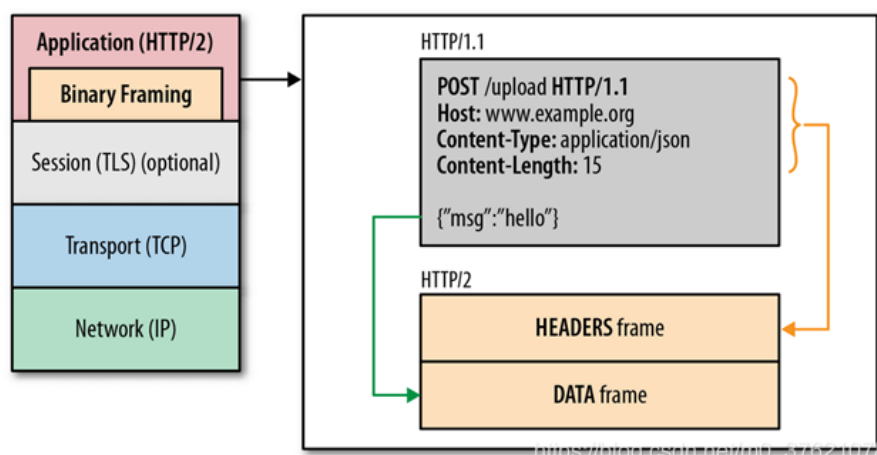 Application (HTTP/2)
Binary Framing
Session (TLS) (optional)
Transport (TCP)
Network (IP)
HTTP/1.1
POST /upload HTTP/1.1
Host: www.example.org
Content-Type: application/json
Content-Length: 15
{"msg":"hello"}
HTTP/2
HEADERS frame
DATA frame